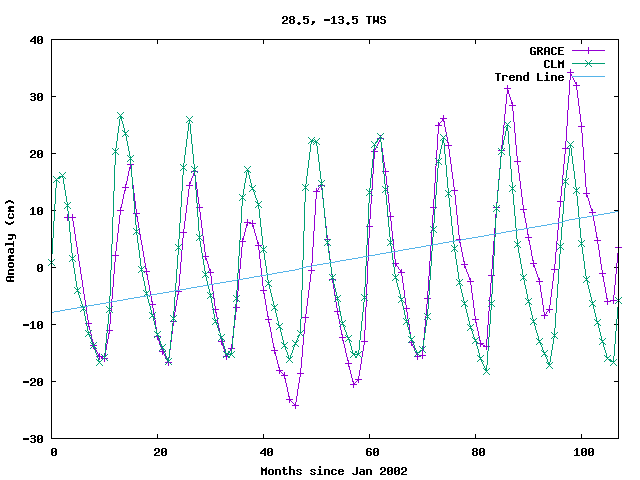 28.5, -13.5 TWS
GRACE
CLM
Trend Line
40
30
20
10
0
-10
-20
-30
Anomaly (cm)
0 20 40 60 80 100
Months since Jan 2002